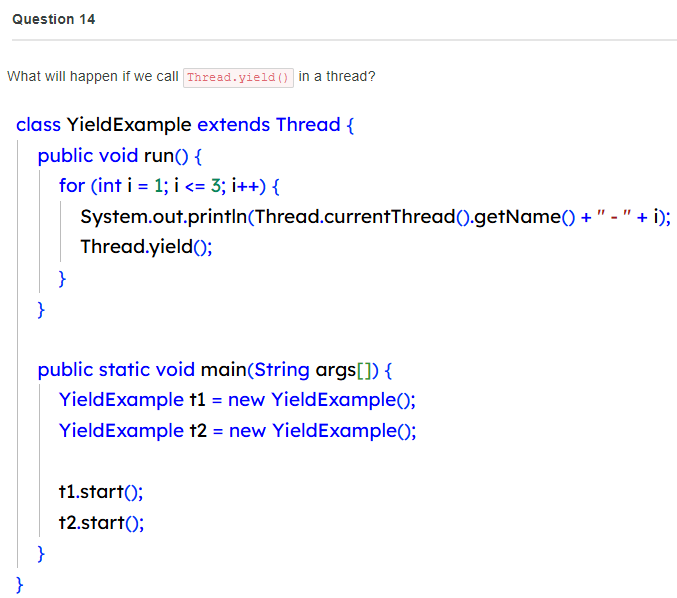 Question 14
What will happen if we call Thread.yield() in a thread?
class YieldExample extends Thread {
public void run() {
for (int i = 1; i <= 3; i++) {
System.out.println(Thread.currentThread().getName() + " - " + i);
Thread.yield();
}
}
public static void main(String args[]) {
YieldExample t1 = new YieldExample();
YieldExample t2 = new YieldExample();
t1.start();
t2.start();
}
}